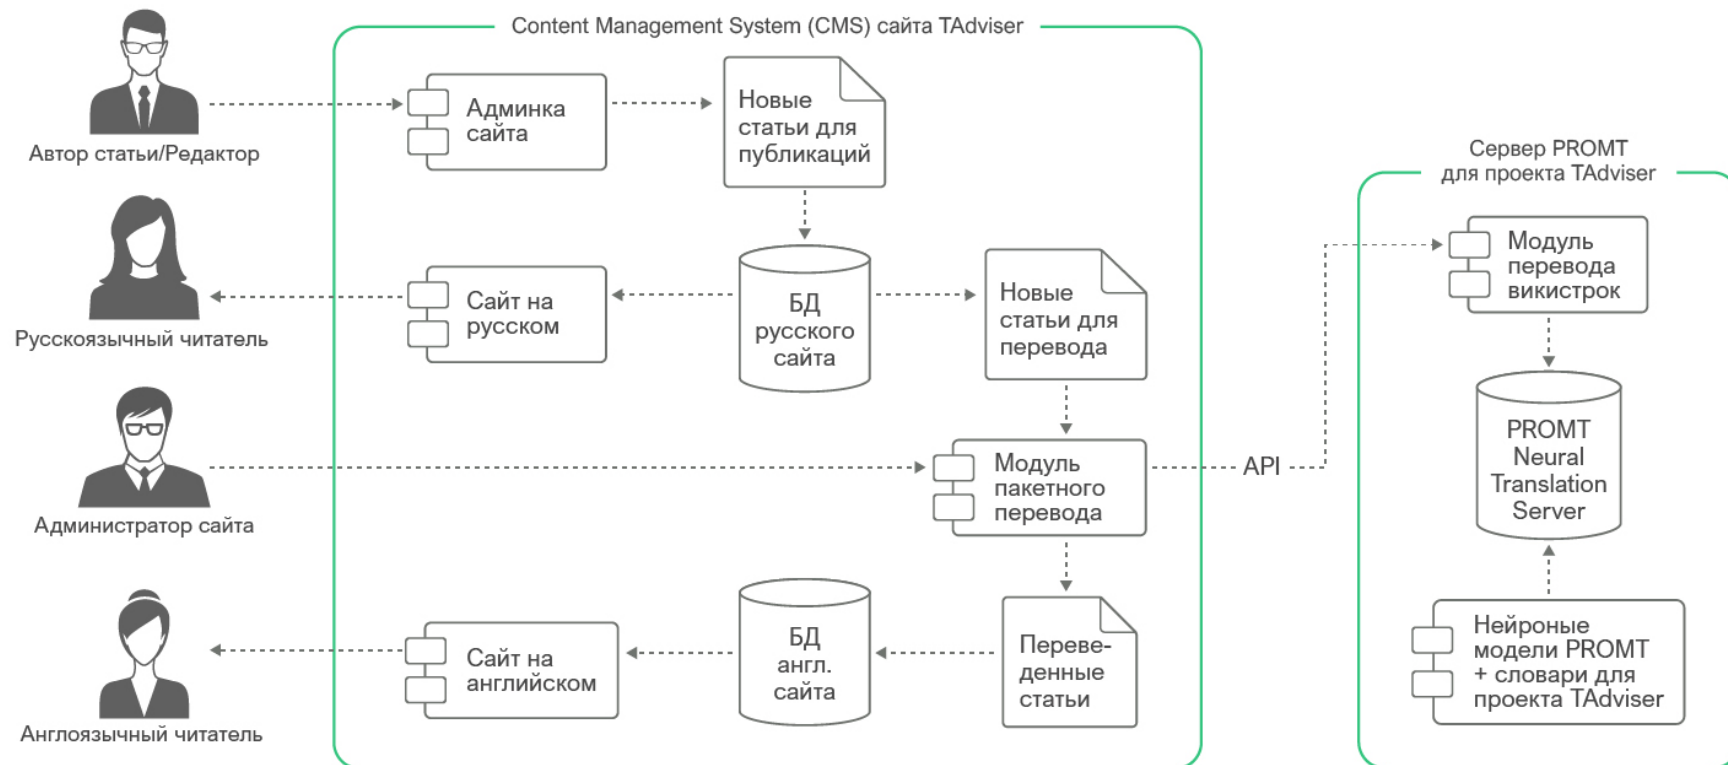 Content Management System (CMS) сайта TAdviser
Автор статьи/Редактор
Админка
сайта
Новые
статьи для
публикаций
Русскоязычный читатель
Сайт на
русском
БД
русского
сайта
Новые
статьи для
перевода
Администратор сайта
Модуль
пакетного
перевода
API
Англоязычный читатель
Сайт на
английском
БД
англ.
сайта
Переве-
денные
статьи
Сервер PROMT
для проекта TAdviser
Модуль
перевода
викистрок
PROMT
Neural
Translation
Server
Нейроные
модели PROMT
+ словари для
проекта TAdviser